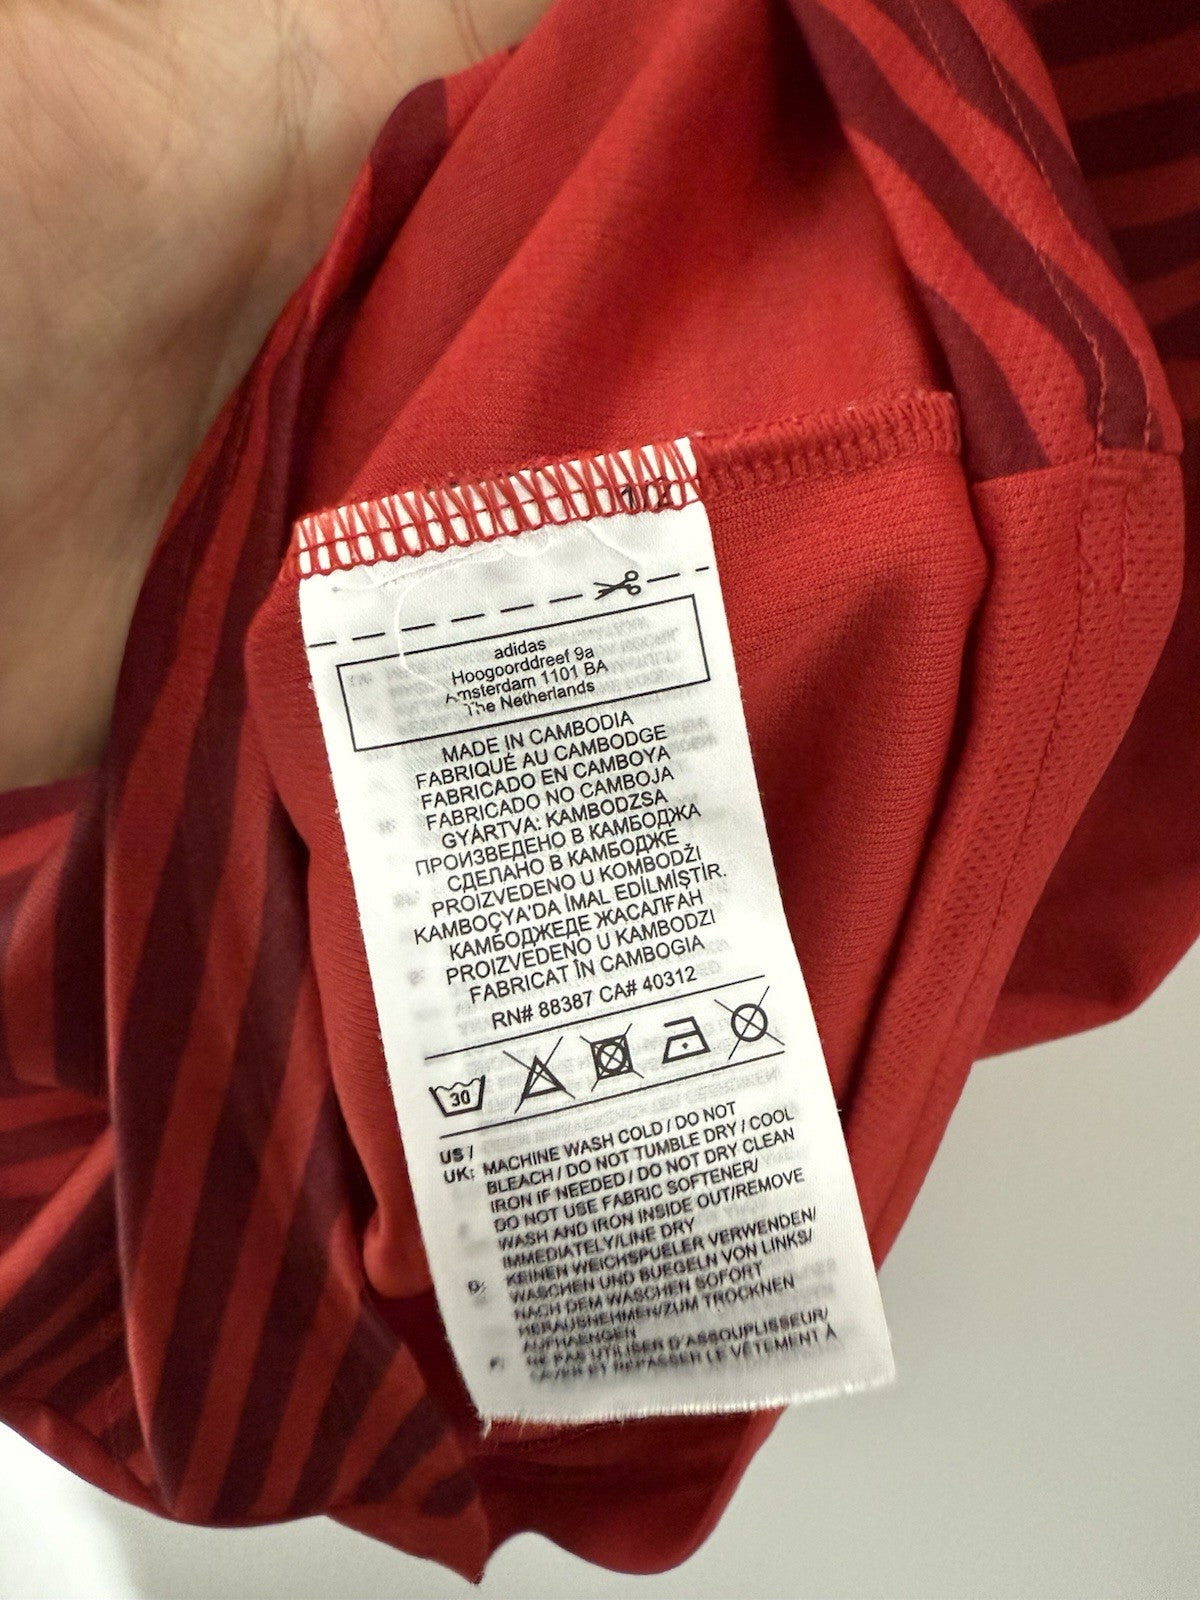 1/2
adidas
Hoogoorddreef 9a
Amsterdam 1101 BA
The Netherlands
MADE IN CAMBODIA
FABRIQUÉ AU CAMBODGE
FABRICADO EN CAMBOYA
FABRICADO NO CAMBOJA
GYÁRTVA: KAMBODZSA
ПРОИЗВЕДЕНО В КАМБОДЖА
СДЕЛАНО В КАМБОДЖЕ
PROIZVEDENO U KOMBODŽI
KAMBOÇYA'DA İMAL EDİLMİŞTİR.
КАМБОДЖЕДЕ ЖАСАЛҒАН
PROIZVEDENO U KAMBODZI
FABRICAT ÎN CAMBOGIA
RN# 88387 CA# 40312
30
US /
UK: MACHINE WASH COLD / DO NOT
BLEACH / DO NOT TUMBLE DRY / COOL
IRON IF NEEDED / DO NOT DRY CLEAN
DO NOT USE FABRIC SOFTENER/
WASH AND IRON INSIDE OUT/REMOVE
IMMEDIATELY/LINE DRY
D: KEINEN WEICHSPUELER VERWENDEN/
WASCHEN UND BUEGELN VON LINKS/
NACH DEM WASCHEN SOFORT
HERAUSNEHMEN/ZUM TROCKNEN
AUFHAENGEN
F: NE PAS UTILISER D'ASSOUPLISSEUR/
LAVER ET REPASSER LE VÊTEMENT À